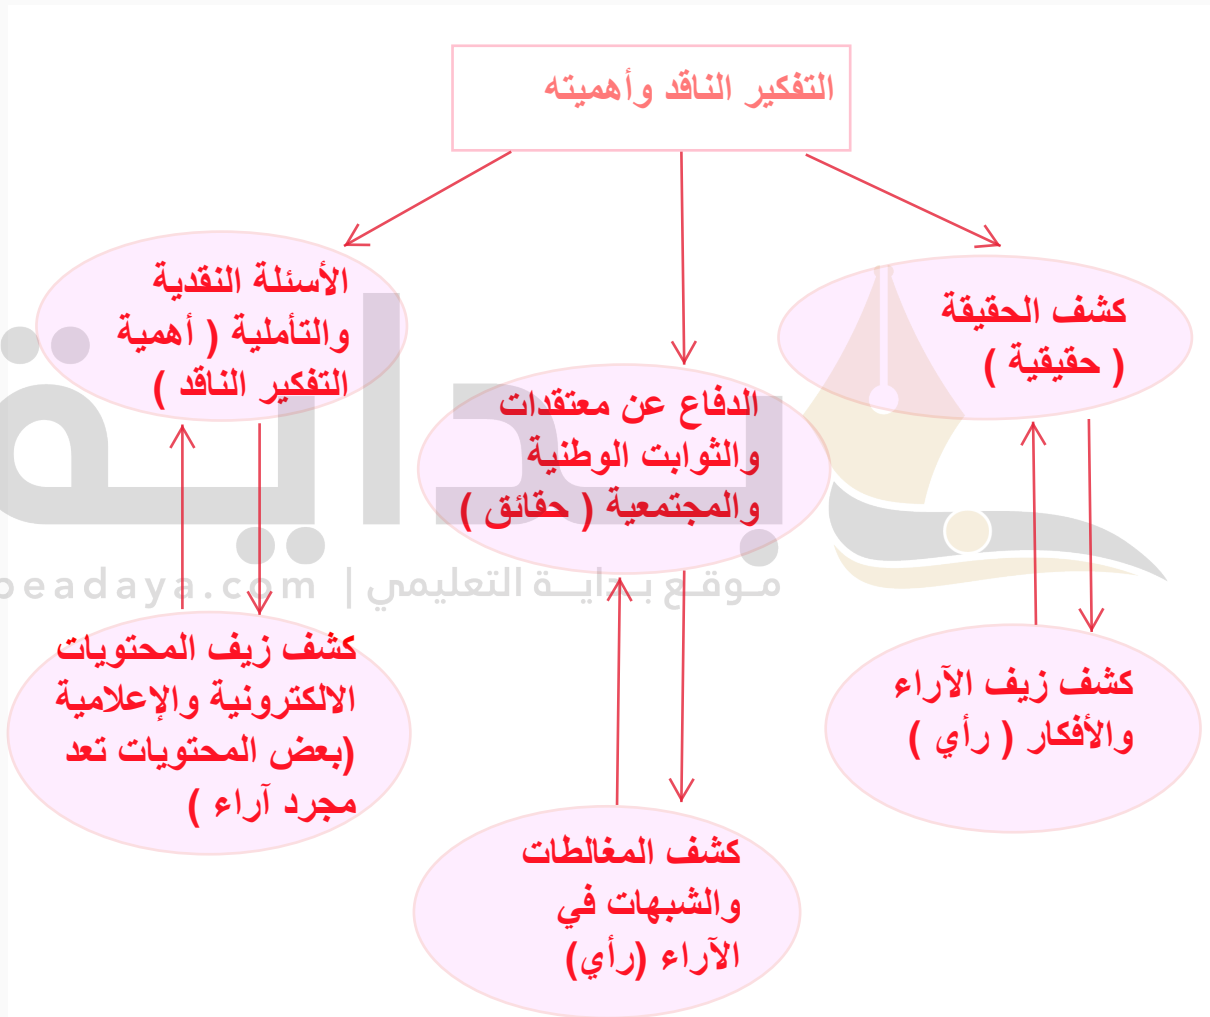 التفكير الناقد وأهميته
كشف الحقيقة
( حقيقية )
الدفاع عن معتقدات
والثوابت الوطنية
والمجتمعية ( حقائق )
الأسئلة النقدية
والتأملية ( أهمية
التفكير الناقد )
كشف زيف الآراء
والأفكار ( رأي )
كشف المغالطات
والشبهات في
الآراء (رأي)
كشف زيف المحتويات
الالكترونية والإعلامية
(بعض المحتويات تعد
مجرد آراء )
بداية
موقع بداية التعليمي | beadaya.com